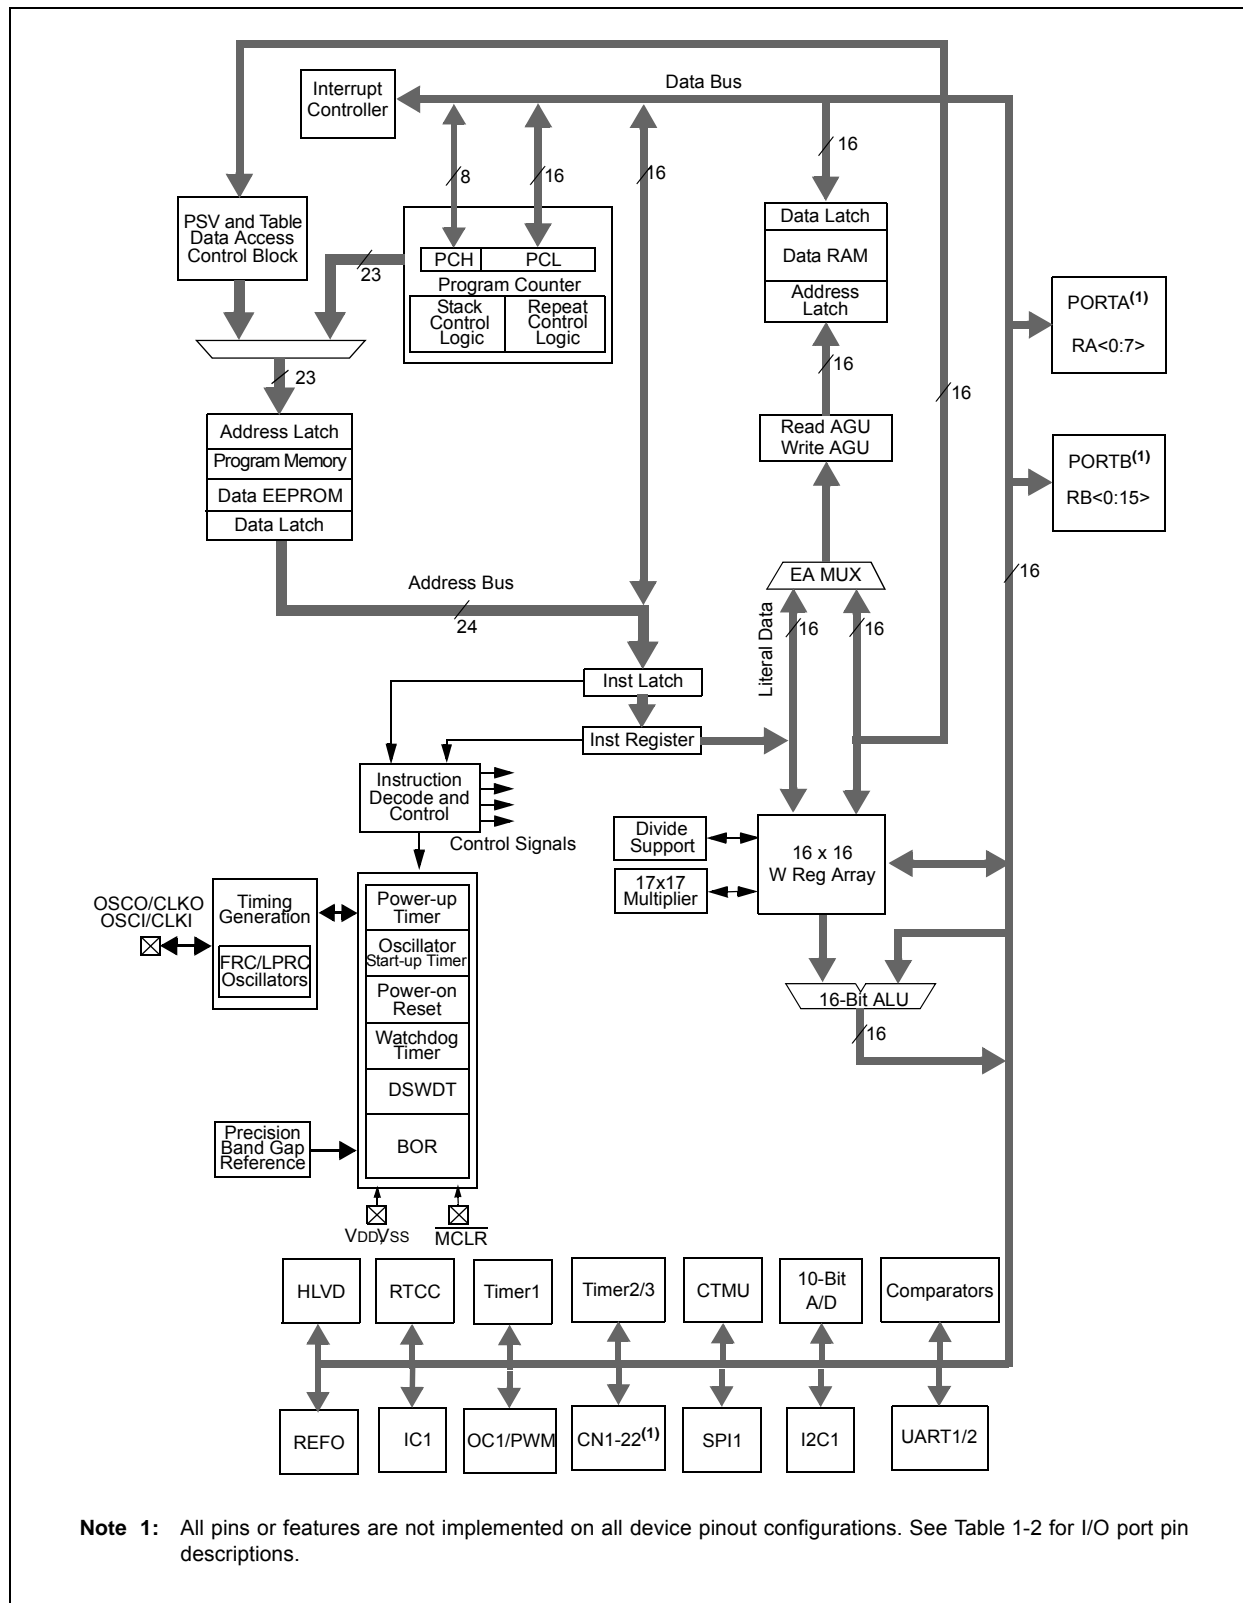 Data Bus
Interrupt
Controller
16
8
16
16
PSV and Table
Data Access
Control Block
Data Latch
Data RAM
Address
Latch
23
PCH
PCL
Program Counter
Stack
Control
Logic
Repeat
Control
Logic
PORTA(1)
RA<0:7>
16
23
16
Address Latch
Program Memory
Data EEPROM
Data Latch
Read AGU
Write AGU
PORTB(1)
RB<0:15>
EA MUX
16
Address Bus
24
Literal Data
16
16
Inst Latch
Inst Register
Instruction
Decode and
Control
Control Signals
Divide
Support
16 x 16
W Reg Array
17x17
Multiplier
OSCO/CLKO
OSCI/CLKI
Timing
Generation
FRC/LPRC
Oscillators
Power-up
Timer
Oscillator
Start-up Timer
Power-on
Reset
Watchdog
Timer
DSWDT
BOR
16-Bit ALU
16
Precision
Band Gap
Reference
VDD,VSS
MCLR
HLVD
RTCC
Timer1
Timer2/3
CTMU
10-Bit
A/D
Comparators
REFO
IC1
OC1/PWM
CN1-22(1)
SPI1
I2C1
UART1/2
Note 1: All pins or features are not implemented on all device pinout configurations. See Table 1-2 for I/O port pin
descriptions.